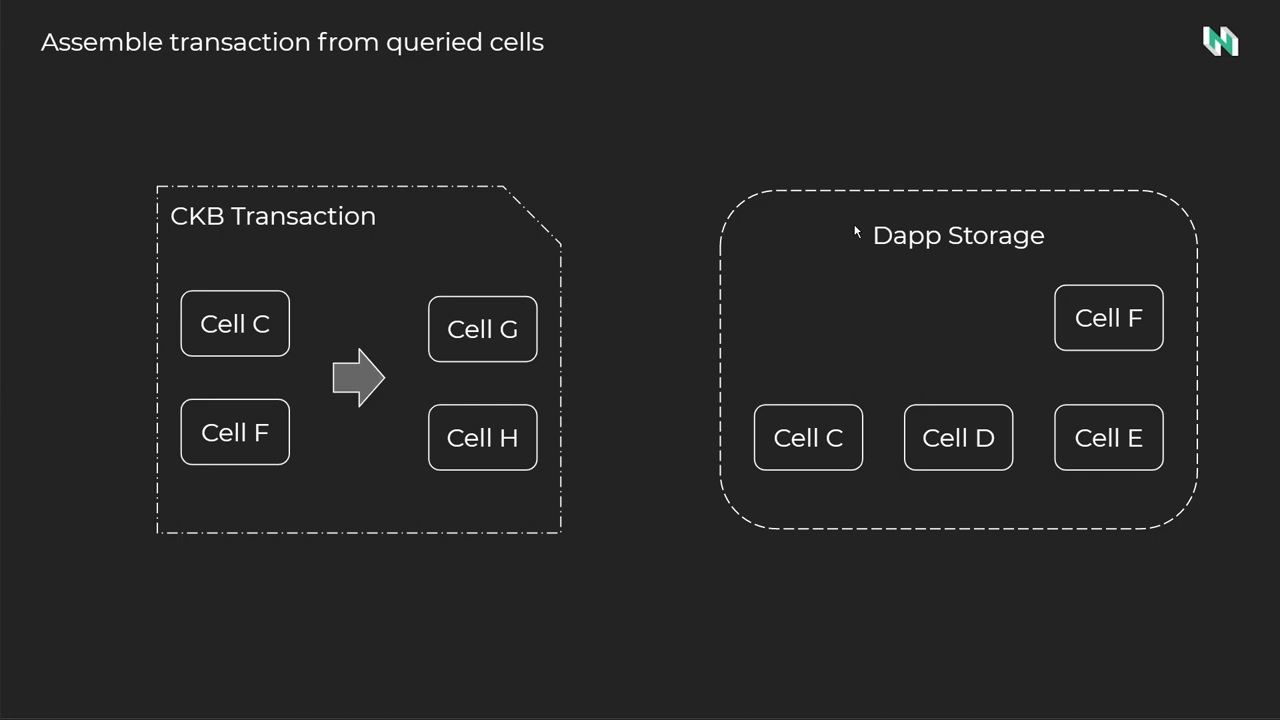 Assemble transaction from queried cells
CKB Transaction
Cell C
Cell G
Cell F
Cell H
Dapp Storage
Cell F
Cell C
Cell D
Cell E